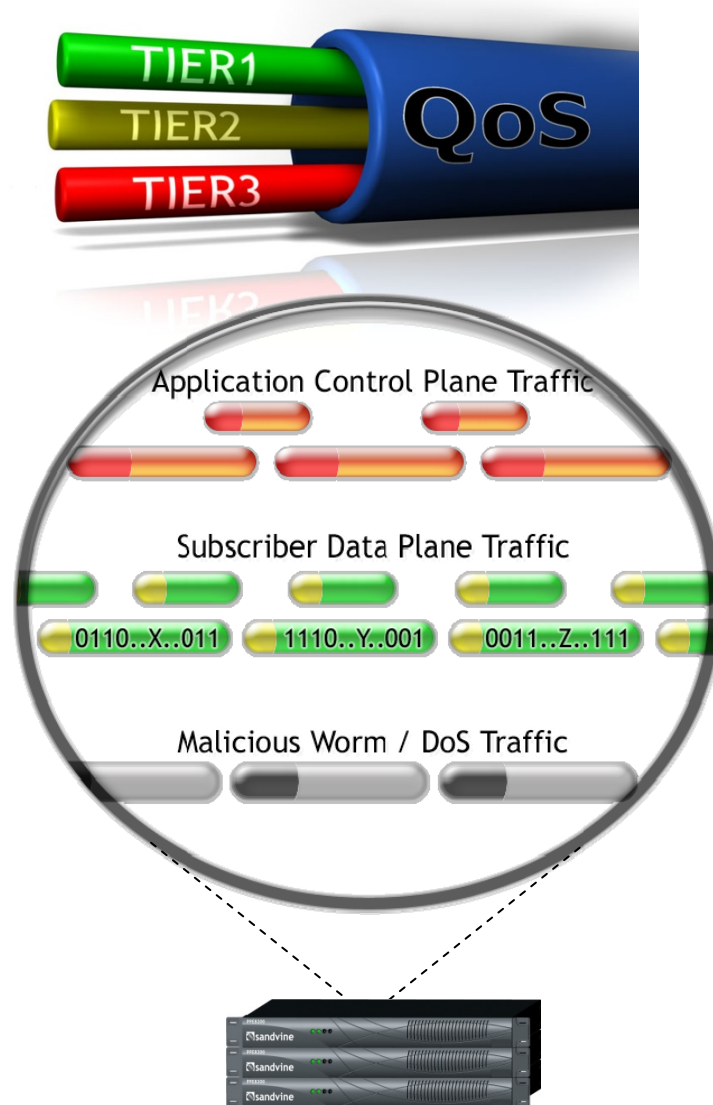 TIER1
TIER2
TIER3
QoS
Application Control Plane Traffic
Subscriber Data Plane Traffic
0110..X..011
1110..Y..001
0011..Z..111
Malicious Worm / DoS Traffic
sandvine
sandvine
sandvine